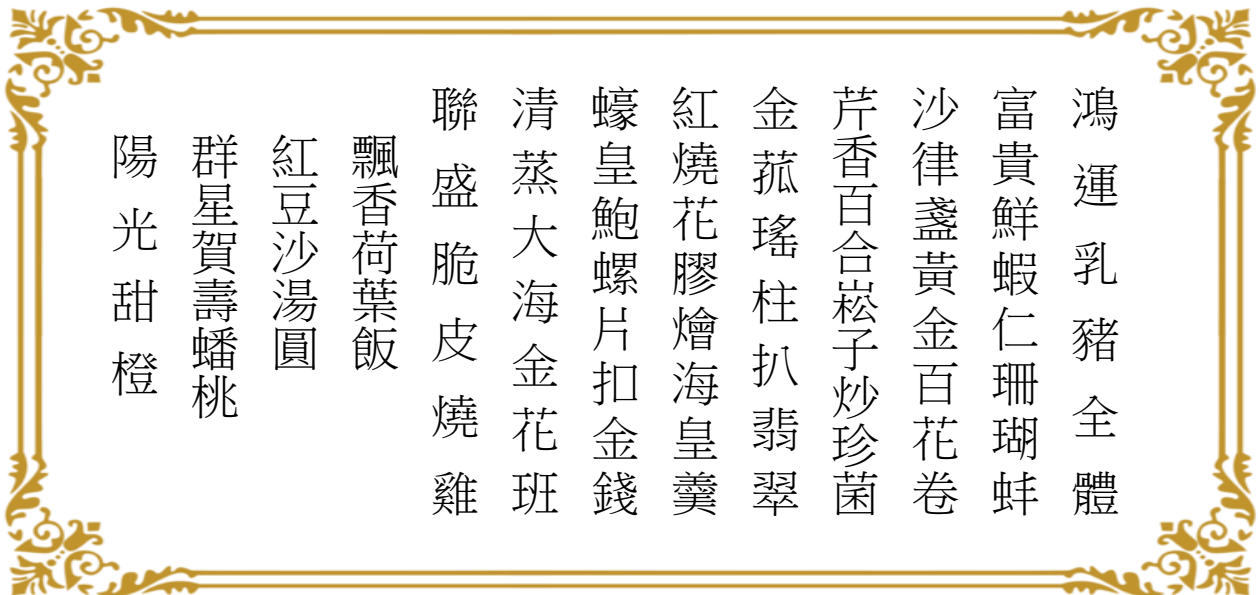 鴻運乳豬全體
富貴鮮蝦仁珊瑚蚌
沙律盞黃金百花卷
芹香百合崧子炒珍菌
金菰瑤柱扒翡翠
紅燒花膠燴海皇羹
蠔皇鮑螺片扣金錢
清蒸大海金花班
聯盛脆皮燒雞
飄香荷葉飯
紅豆沙湯圓
群星賀壽蟠桃
陽光甜橙